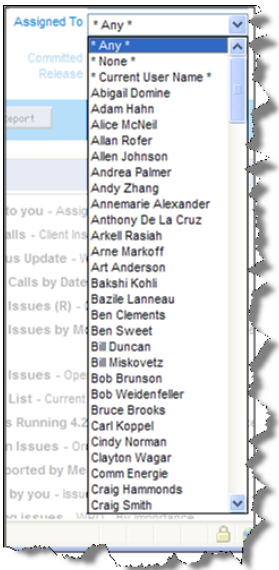 Assigned To * Any *
* Any *
Committed * None *
Release * Current User Name *
Abigail Domine
Adam Hahn
Report Alice McNeil
Allan Rofer
Allen Johnson
Andrea Palmer
Andy Zhang
Annemarie Alexander
to you - Assig Anthony De La Cruz
Calls - Client Ins Arkell Rasiah
Arne Markoff
us Update - W Art Anderson
Calls by Date Bakshi Kohli
Issues (R) - Bazile Lanneau
Ben Clements
Issues by Mo Ben Sweet
Bill Duncan
Bill Miskovetz
Issues - Ope Bob Brunson
List - Current Bob Weidenfeller
Bruce Brooks
s Running 4.2 Carl Koppel
n Issues - On Cindy Norman
Clayton Wagar
ported by Me Comm Energie
by you - Issu Craig Hammonds
Craig Smith